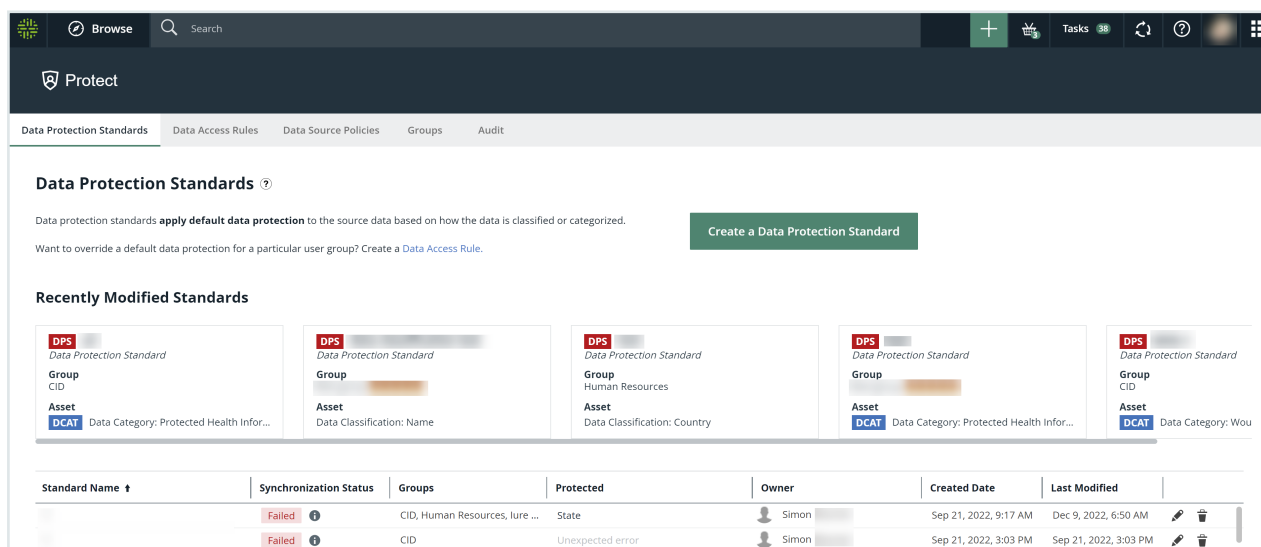 Browse
Search
3
Tasks 38
Protect
Data Protection Standards
Data Access Rules
Data Source Policies
Groups
Audit
Data Protection Standards ?
Data protection standards apply default data protection to the source data based on how the data is classified or categorized.
Want to override a default data protection for a particular user group? Create a Data Access Rule.
Create a Data Protection Standard
Recently Modified Standards
DPS
Data Protection Standard
Group
CID
Asset
DCAT Data Category: Protected Health Infor...
DPS
Data Protection Standard
Group
Asset
Data Classification: Name
DPS
Data Protection Standard
Group
Human Resources
Asset
Data Classification: Country
DPS
Data Protection Standard
Group
Asset
DCAT Data Category: Protected Health Infor...
DPS
Data Protection Standard
Group
CID
Asset
DCAT Data Category: Wou
Standard Name Synchronization Status Groups Protected Owner Created Date Last Modified
Failed CID, Human Resources, Iure ... State Simon Sep 21, 2022, 9:17 AM Dec 9, 2022, 6:50 AM
Failed CID Unexpected error Simon Sep 21, 2022, 3:03 PM Sep 21, 2022, 3:03 PM